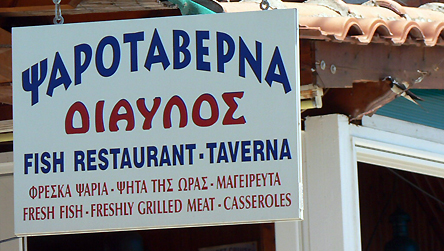 ΨΑΡΟΤΑΒΕΡΝΑ
ΔΙΑΥΛΟΣ
FISH RESTAURANT - TAVERNA
ΦΡΕΣΚΑ ΨΑΡΙΑ - ΨΗΤΑ ΤΗΣ ΩΡΑΣ - ΜΑΓΕΙΡΕΥΤΑ
FRESH FISH - FRESHLY GRILLED MEAT - CASSEROLES